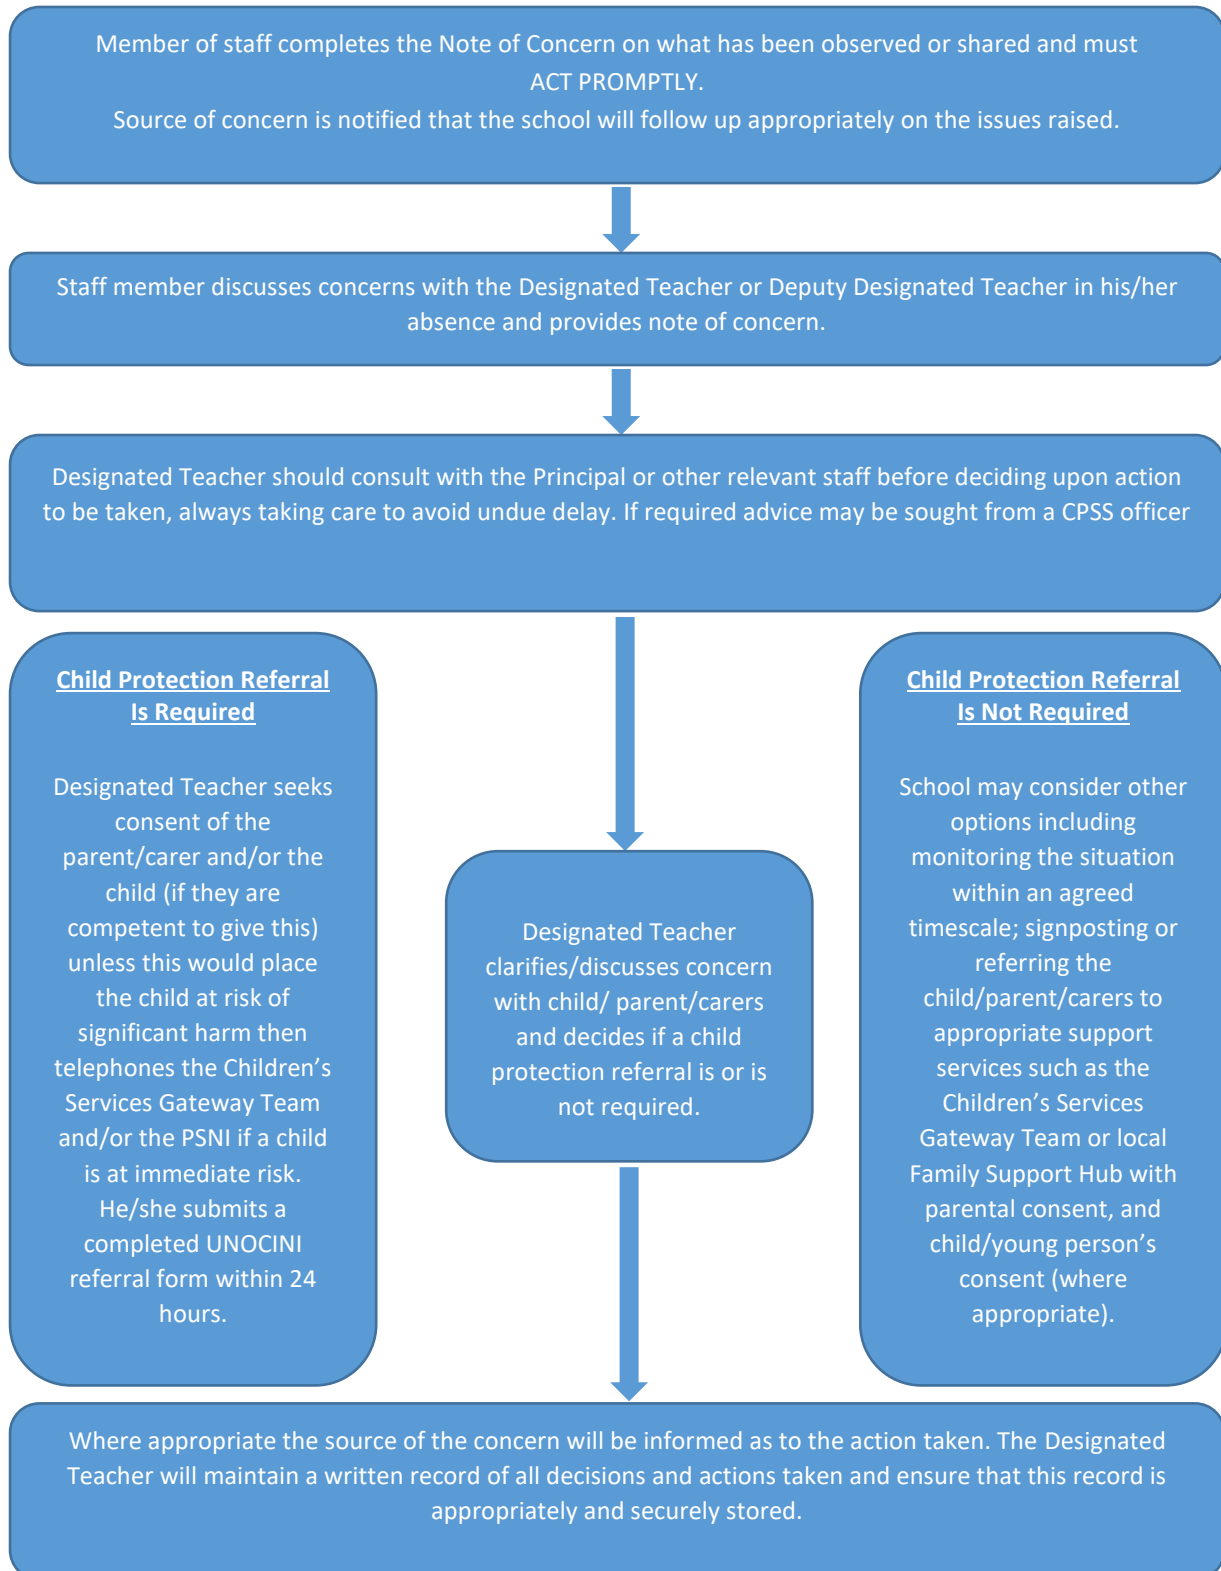 Member of staff completes the Note of Concern on what has been observed or shared and must
ACT PROMPTLY.
Source of concern is notified that the school will follow up appropriately on the issues raised.
Staff member discusses concerns with the Designated Teacher or Deputy Designated Teacher in his/her
absence and provides note of concern.
Designated Teacher should consult with the Principal or other relevant staff before deciding upon action
to be taken, always taking care to avoid undue delay. If required advice may be sought from a CPSS officer
Child Protection Referral
Is Required
Designated Teacher seeks
consent of the
parent/carer and/or the
child (if they are
competent to give this)
unless this would place
the child at risk of
significant harm then
telephones the Children’s
Services Gateway Team
and/or the PSNI if a child
is at immediate risk.
He/she submits a
completed UNOCINI
referral form within 24
hours.
Designated Teacher
clarifies/discusses concern
with child/ parent/carers
and decides if a child
protection referral is or is
not required.
Child Protection Referral
Is Not Required
School may consider other
options including
monitoring the situation
within an agreed
timescale; signposting or
referring the
child/parent/carers to
appropriate support
services such as the
Children’s Services
Gateway Team or local
Family Support Hub with
parental consent, and
child/young person’s
consent (where
appropriate).
Where appropriate the source of the concern will be informed as to the action taken. The Designated
Teacher will maintain a written record of all decisions and actions taken and ensure that this record is
appropriately and securely stored.